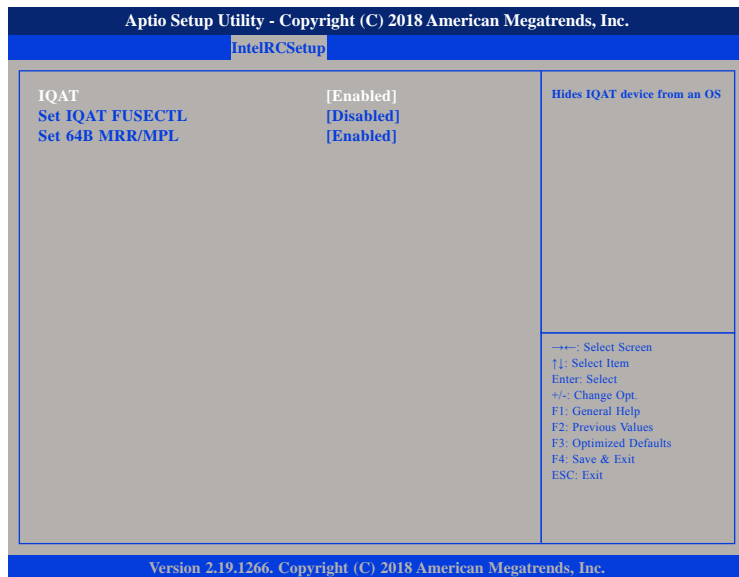 Aptio Setup Utility - Copyright (C) 2018 American Megatrends, Inc.
IntelRCSetup
IQAT [Enabled]
Set IQAT FUSECTL [Disabled]
Set 64B MRR/MPL [Enabled]
Hides IQAT device from an OS
→←: Select Screen
↑↓: Select Item
Enter: Select
+/-: Change Opt.
F1: General Help
F2: Previous Values
F3: Optimized Defaults
F4: Save & Exit
ESC: Exit
Version 2.19.1266. Copyright (C) 2018 American Megatrends, Inc.